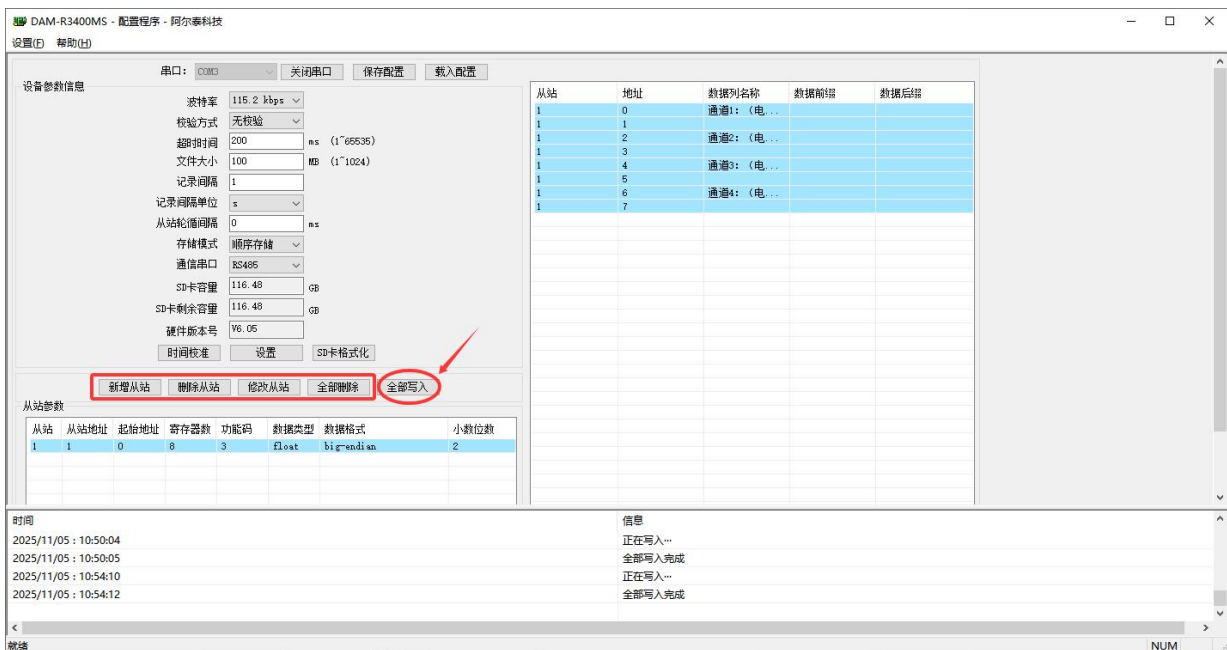 DAM-R3400MS - 配置程序 - 阿尔泰科技
设置(F) 帮助(H)
串口: COM3 关闭串口 保存配置 载入配置
设备参数信息
波特率 115.2 kbps
校验方式 无校验
超时时间 200 ms (1~65535)
文件大小 100 MB (1~1024)
记录间隔 1
记录间隔单位 s
从站轮循间隔 0 ms
存储模式 顺序存储
通信串口 RS485
SD卡容量 116.48 GB
SD卡剩余容量 116.48 GB
硬件版本号 V6.05
时间校准 设置 SD卡格式化
新增从站 删除从站 修改从站 全部删除 全部写入
从站参数
从站 从站地址 起始地址 寄存器数 功能码 数据类型 数据格式 小数位数
1 1 0 8 3 float big-endian 2
从站 地址 数据列名称 数据前缀 数据后缀
1 0 通道1: (电...
1 1
1 2 通道2: (电...
1 3
1 4 通道3: (电...
1 5
1 6 通道4: (电...
1 7
时间 信息
2025/11/05 : 10:50:04 正在写入…
2025/11/05 : 10:50:05 全部写入完成
2025/11/05 : 10:54:10 正在写入…
2025/11/05 : 10:54:12 全部写入完成
就绪 NUM